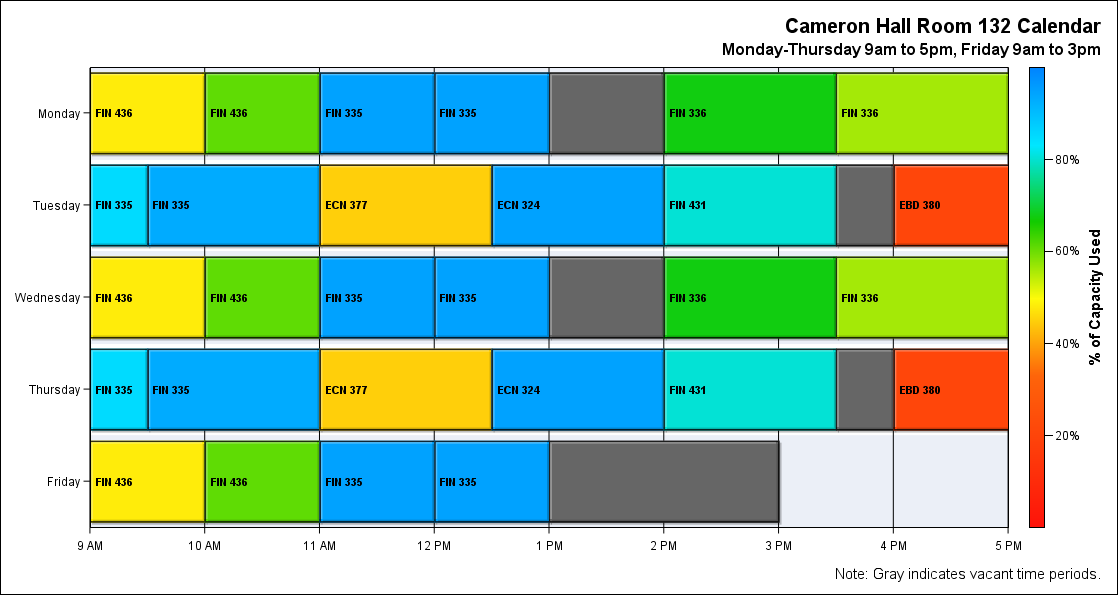 Cameron Hall Room 132 Calendar
Monday-Thursday 9am to 5pm, Friday 9am to 3pm
Monday FIN 436 FIN 436 FIN 335 FIN 335 FIN 336 FIN 336
Tuesday FIN 335 FIN 335 ECN 377 ECN 324 FIN 431 EBD 380
Wednesday FIN 436 FIN 436 FIN 335 FIN 335 FIN 336 FIN 336
Thursday FIN 335 FIN 335 ECN 377 ECN 324 FIN 431 EBD 380
Friday FIN 436 FIN 436 FIN 335 FIN 335
9 AM 10 AM 11 AM 12 PM 1 PM 2 PM 3 PM 4 PM 5 PM
80%
60%
40%
20%
% of Capacity Used
Note: Gray indicates vacant time periods.